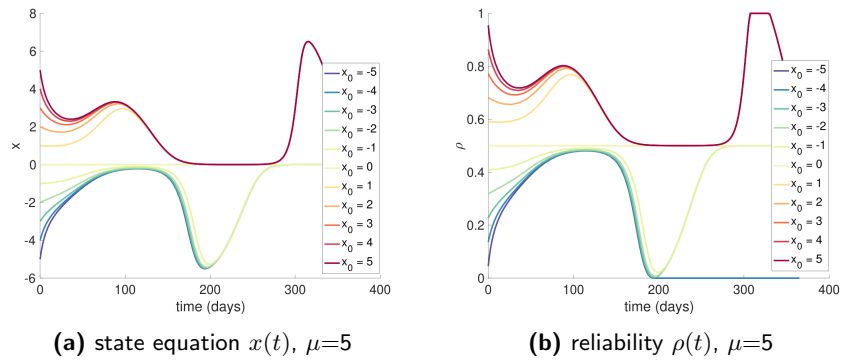 8
6
4
2
0
-2
-4
-6
x
0
100
200
300
400
time (days)
x0 = -5
x0 = -4
x0 = -3
x0 = -2
x0 = -1
x0 = 0
x0 = 1
x0 = 2
x0 = 3
x0 = 4
x0 = 5
(a) state equation x(t), μ=5
1
0.8
0.6
0.4
0.2
0
ρ
0
100
200
300
400
time (days)
x0 = -5
x0 = -4
x0 = -3
x0 = -2
x0 = -1
x0 = 0
x0 = 1
x0 = 2
x0 = 3
x0 = 4
x0 = 5
(b) reliability ρ(t), μ=5